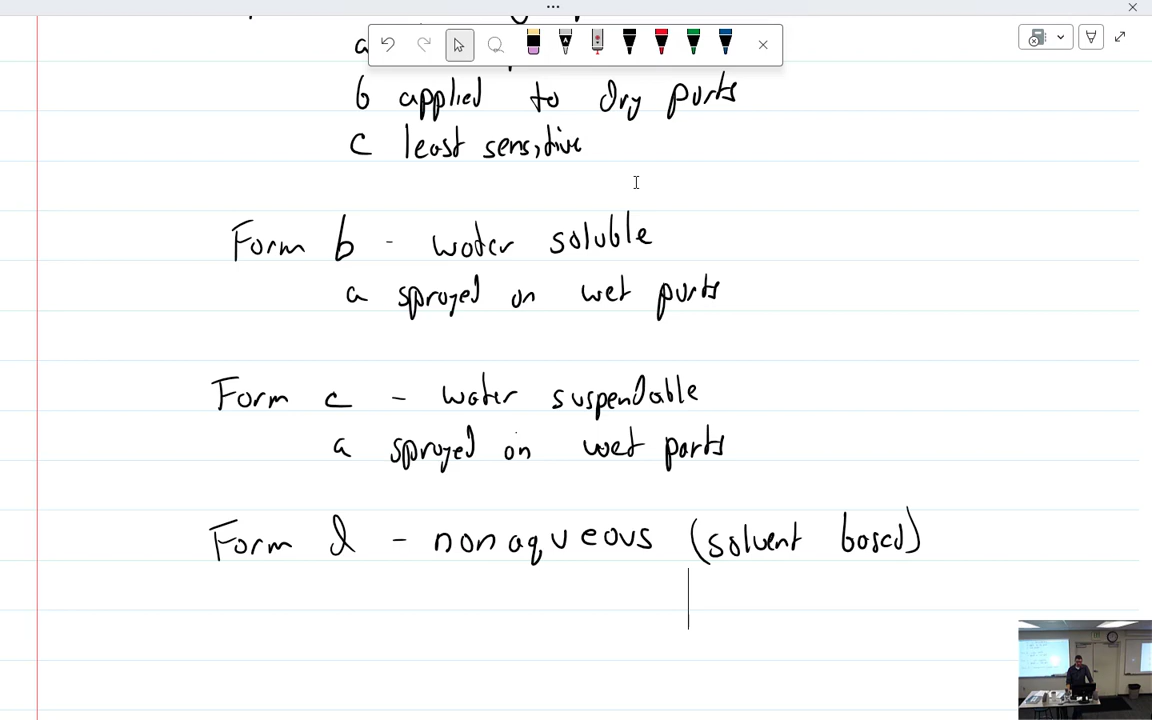 a
b applied to dry parts
c least sensitive
Form b - water soluble
a sprayed on wet parts
Form c - water suspendable
a sprayed on wet parts
Form d - nonaqueous (solvent based)